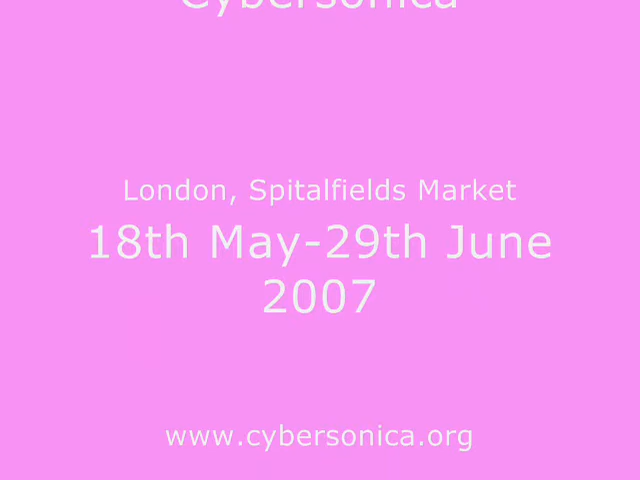 Cybersonica
London, Spitalfields Market
18th May-29th June
2007
www.cybersonica.org